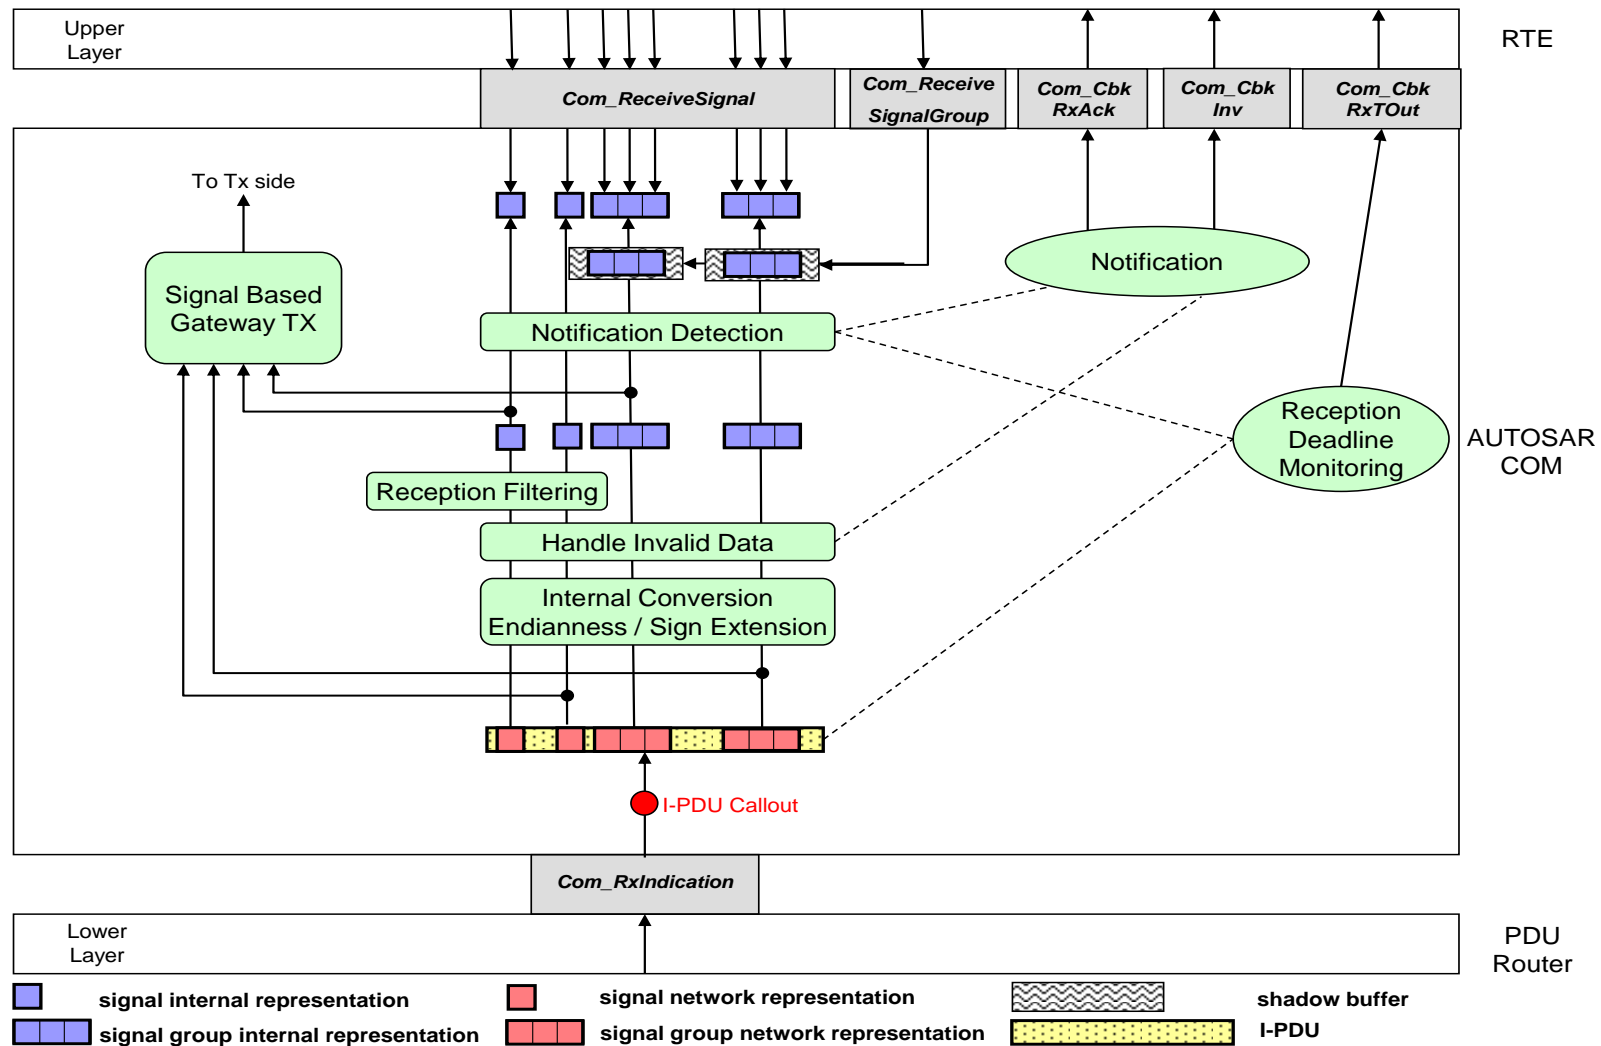 Upper
Layer
RTE
Com_ReceiveSignal
Com_Receive
SignalGroup
Com_Cbk
RxAck
Com_Cbk
Inv
Com_Cbk
RxTOut
To Tx side
Signal Based
Gateway TX
Notification
Notification Detection
Reception
Deadline
Monitoring
AUTOSAR
COM
Reception Filtering
Handle Invalid Data
Internal Conversion
Endianness / Sign Extension
I-PDU Callout
Com_RxIndication
Lower
Layer
PDU
Router
signal internal representation
signal network representation
shadow buffer
signal group internal representation
signal group network representation
I-PDU